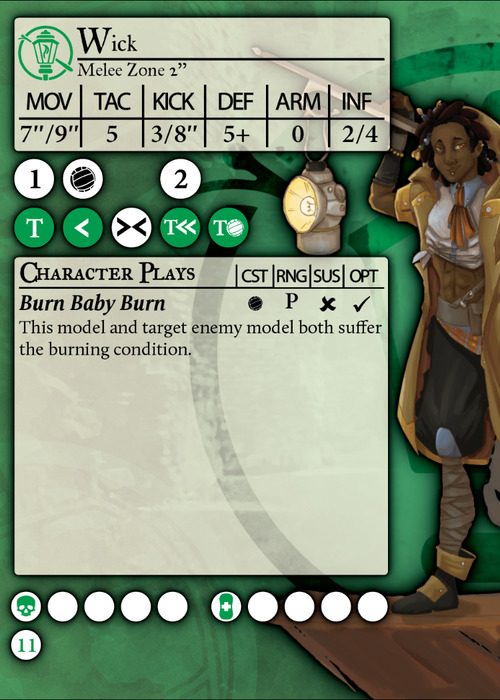 Wick
Melee Zone 2”
MOV TAC KICK DEF ARM INF
7"/9" 5 3/8" 5+ 0 2/4
1 2
T < >< T<< T
Character Plays CST RNG SUS OPT
Burn Baby Burn P ✘ ✓
This model and target enemy model both suffer
the burning condition.
11